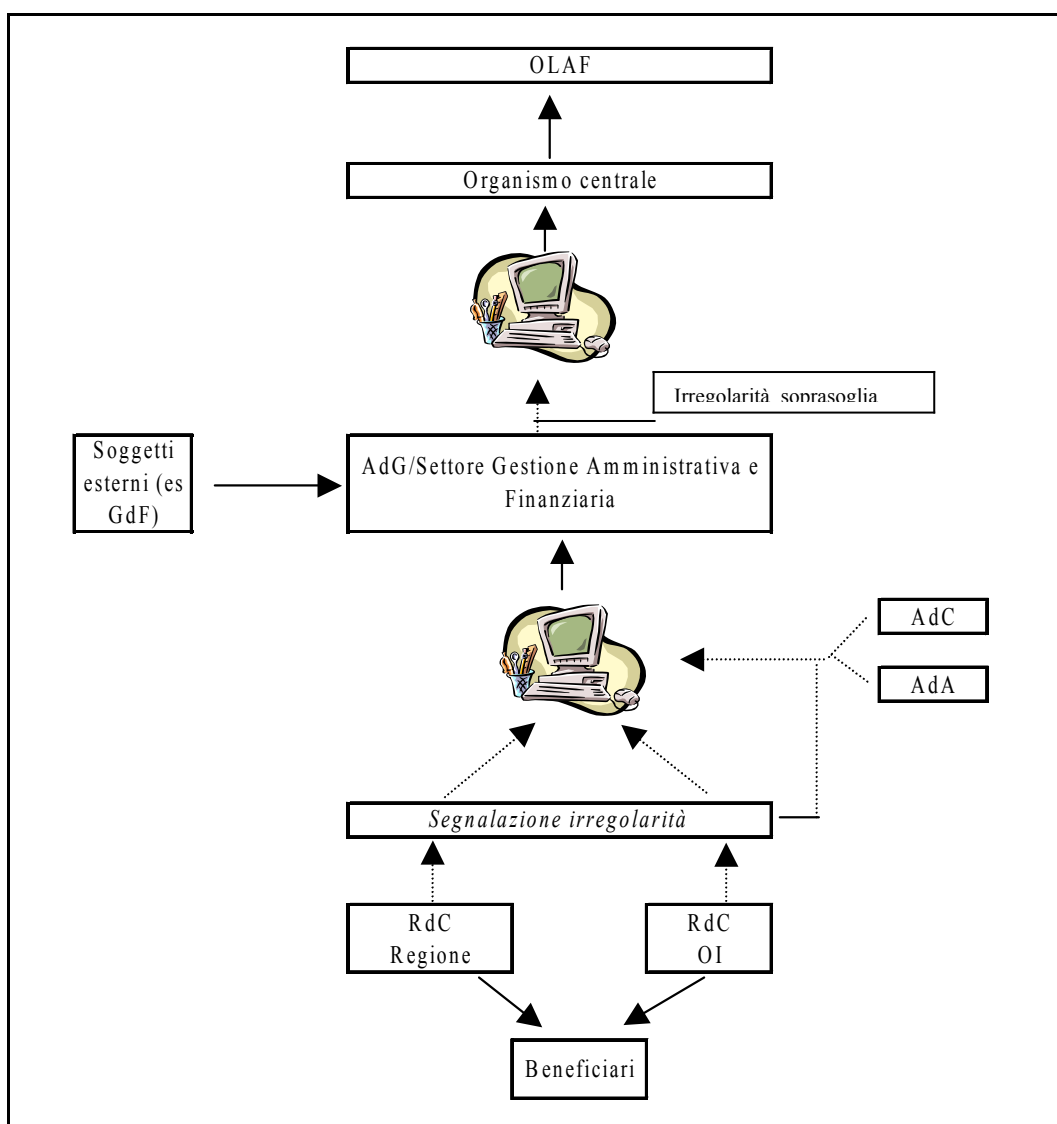 OLAF
Organismo centrale
Irregolarità soprasoglia
Soggetti
esterni (es
GdF)
AdG/Settore Gestione Amministrativa e
Finanziaria
AdC
AdA
Segnalazione irregolarità
RdC
Regione
RdC
OI
Beneficiari